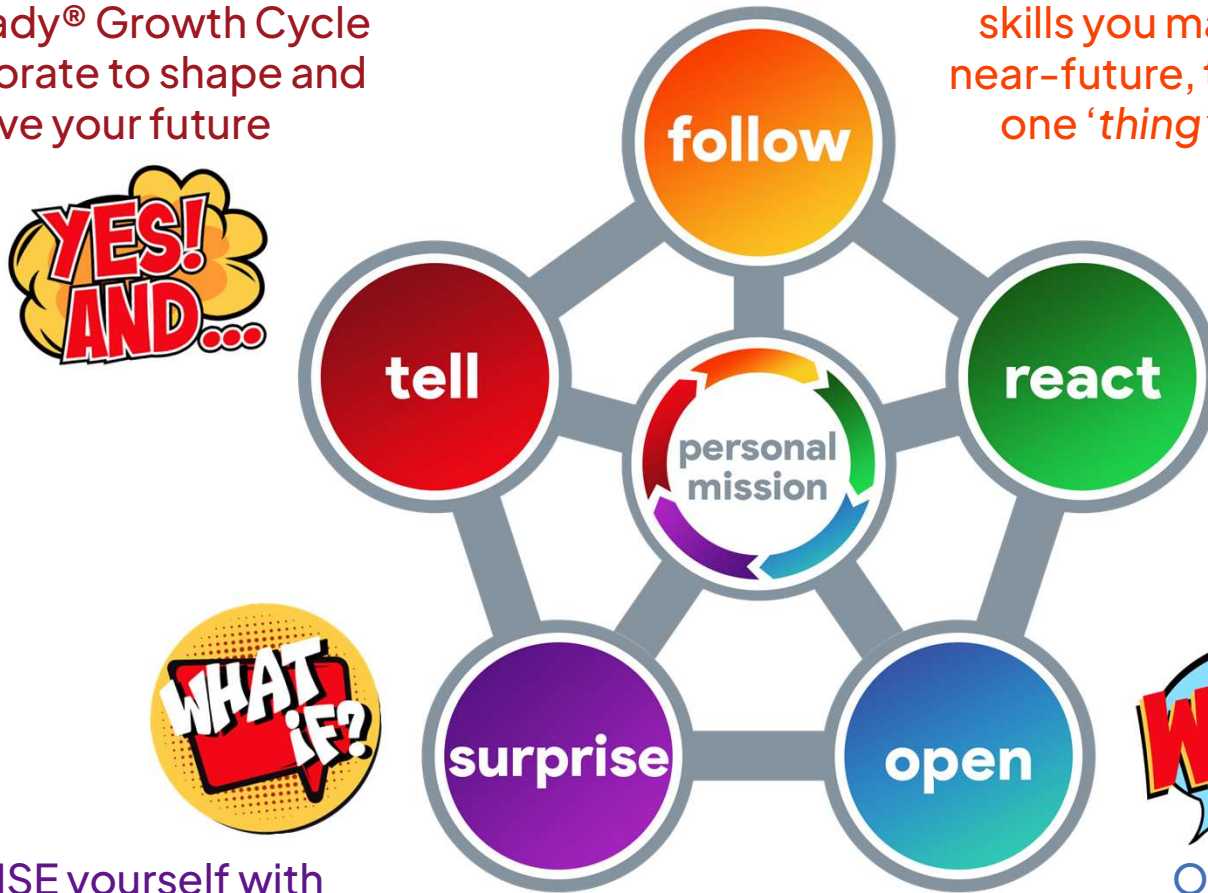 ady® Growth Cycle
orate to shape and
ve your future
skills you ma
near-future, t
one ‘thing’
follow
YES!
AND...
tell
react
personal
mission
WHAT
iF?
surprise
open
W
ISE yourself with
O